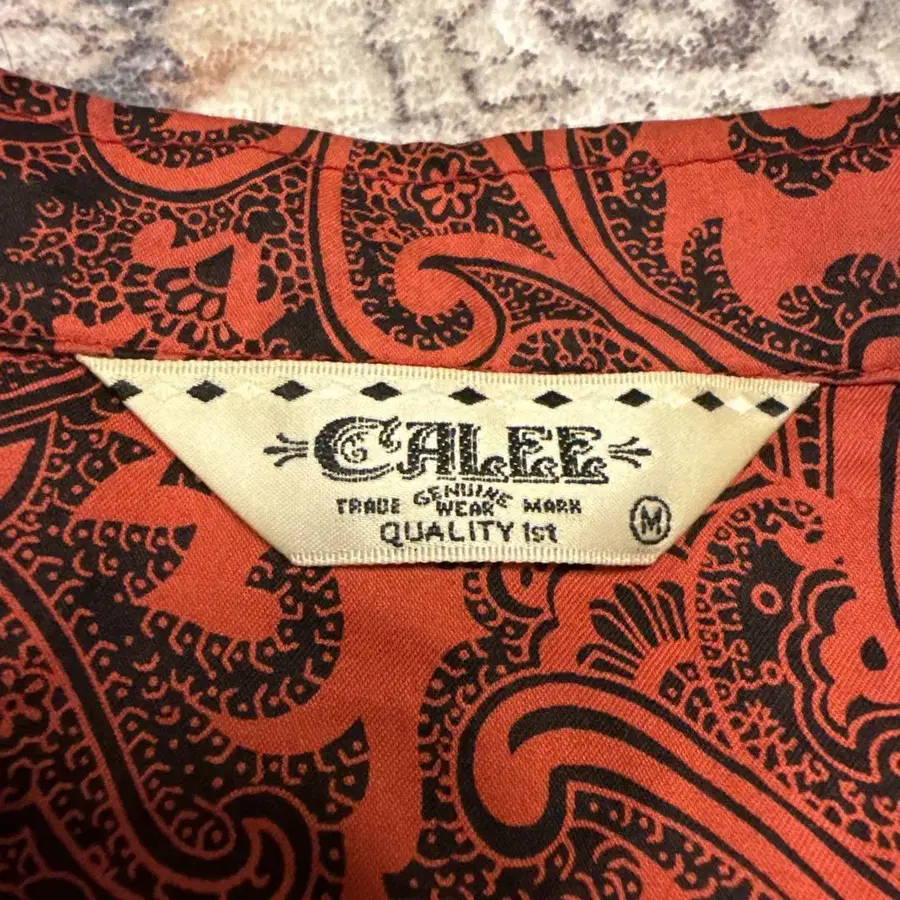 CALEE
TRADE GENUINE WEAR MARK
QUALITY 1st
M